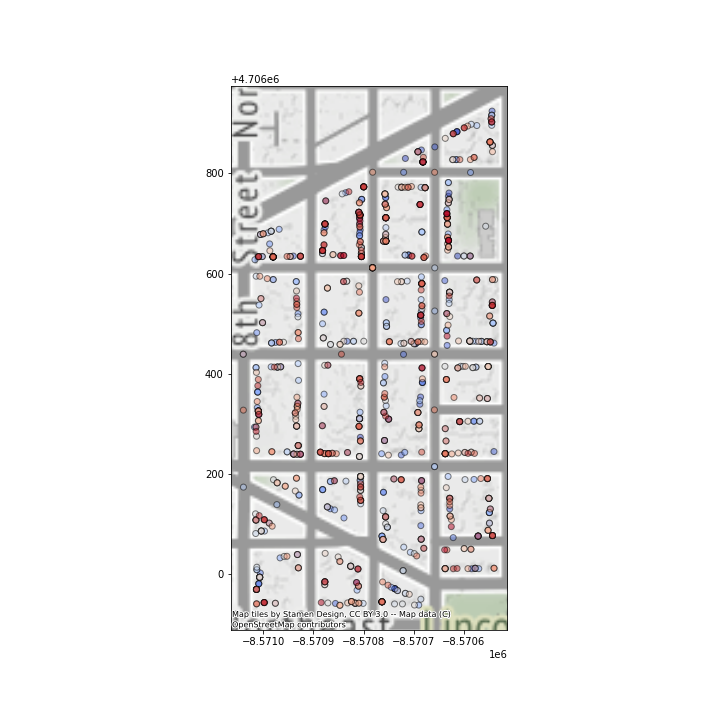 +4.706e6
8th Street Nor
800
600
400
200
0
theast
Linco
Map tiles by Stamen Design, CC BY 3.0 -- Map data (C)
OpenStreetMap contributors
−8.5710 −8.5709 −8.5708 −8.5707 −8.5706
1e6